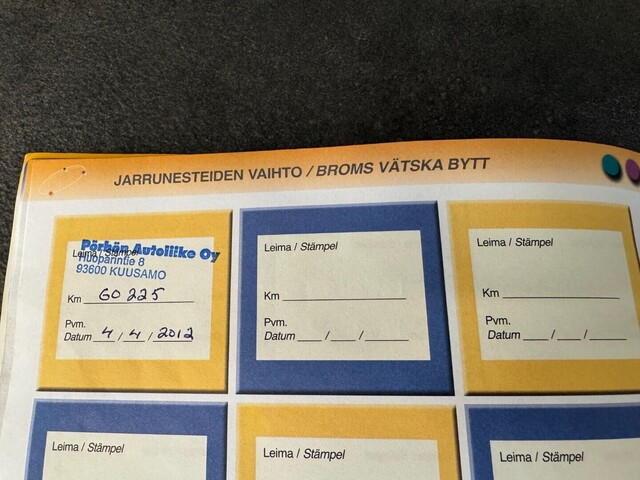 JARRUNESTEIDEN VAIHTO / BROMS VÄTSKA BYTT
Leima / Stämpel
Pörhön Autoliike Oy
Huoparintie 8
93600 KUUSAMO
Km 60 225
Pvm.
Datum 4 / 4 / 2012
Leima / Stämpel
Km
Pvm.
Datum / /
Leima / Stämpel
Km
Pvm.
Datum / /
Leima / Stämpel
Leima / Stämpel
Leima / Stämpel